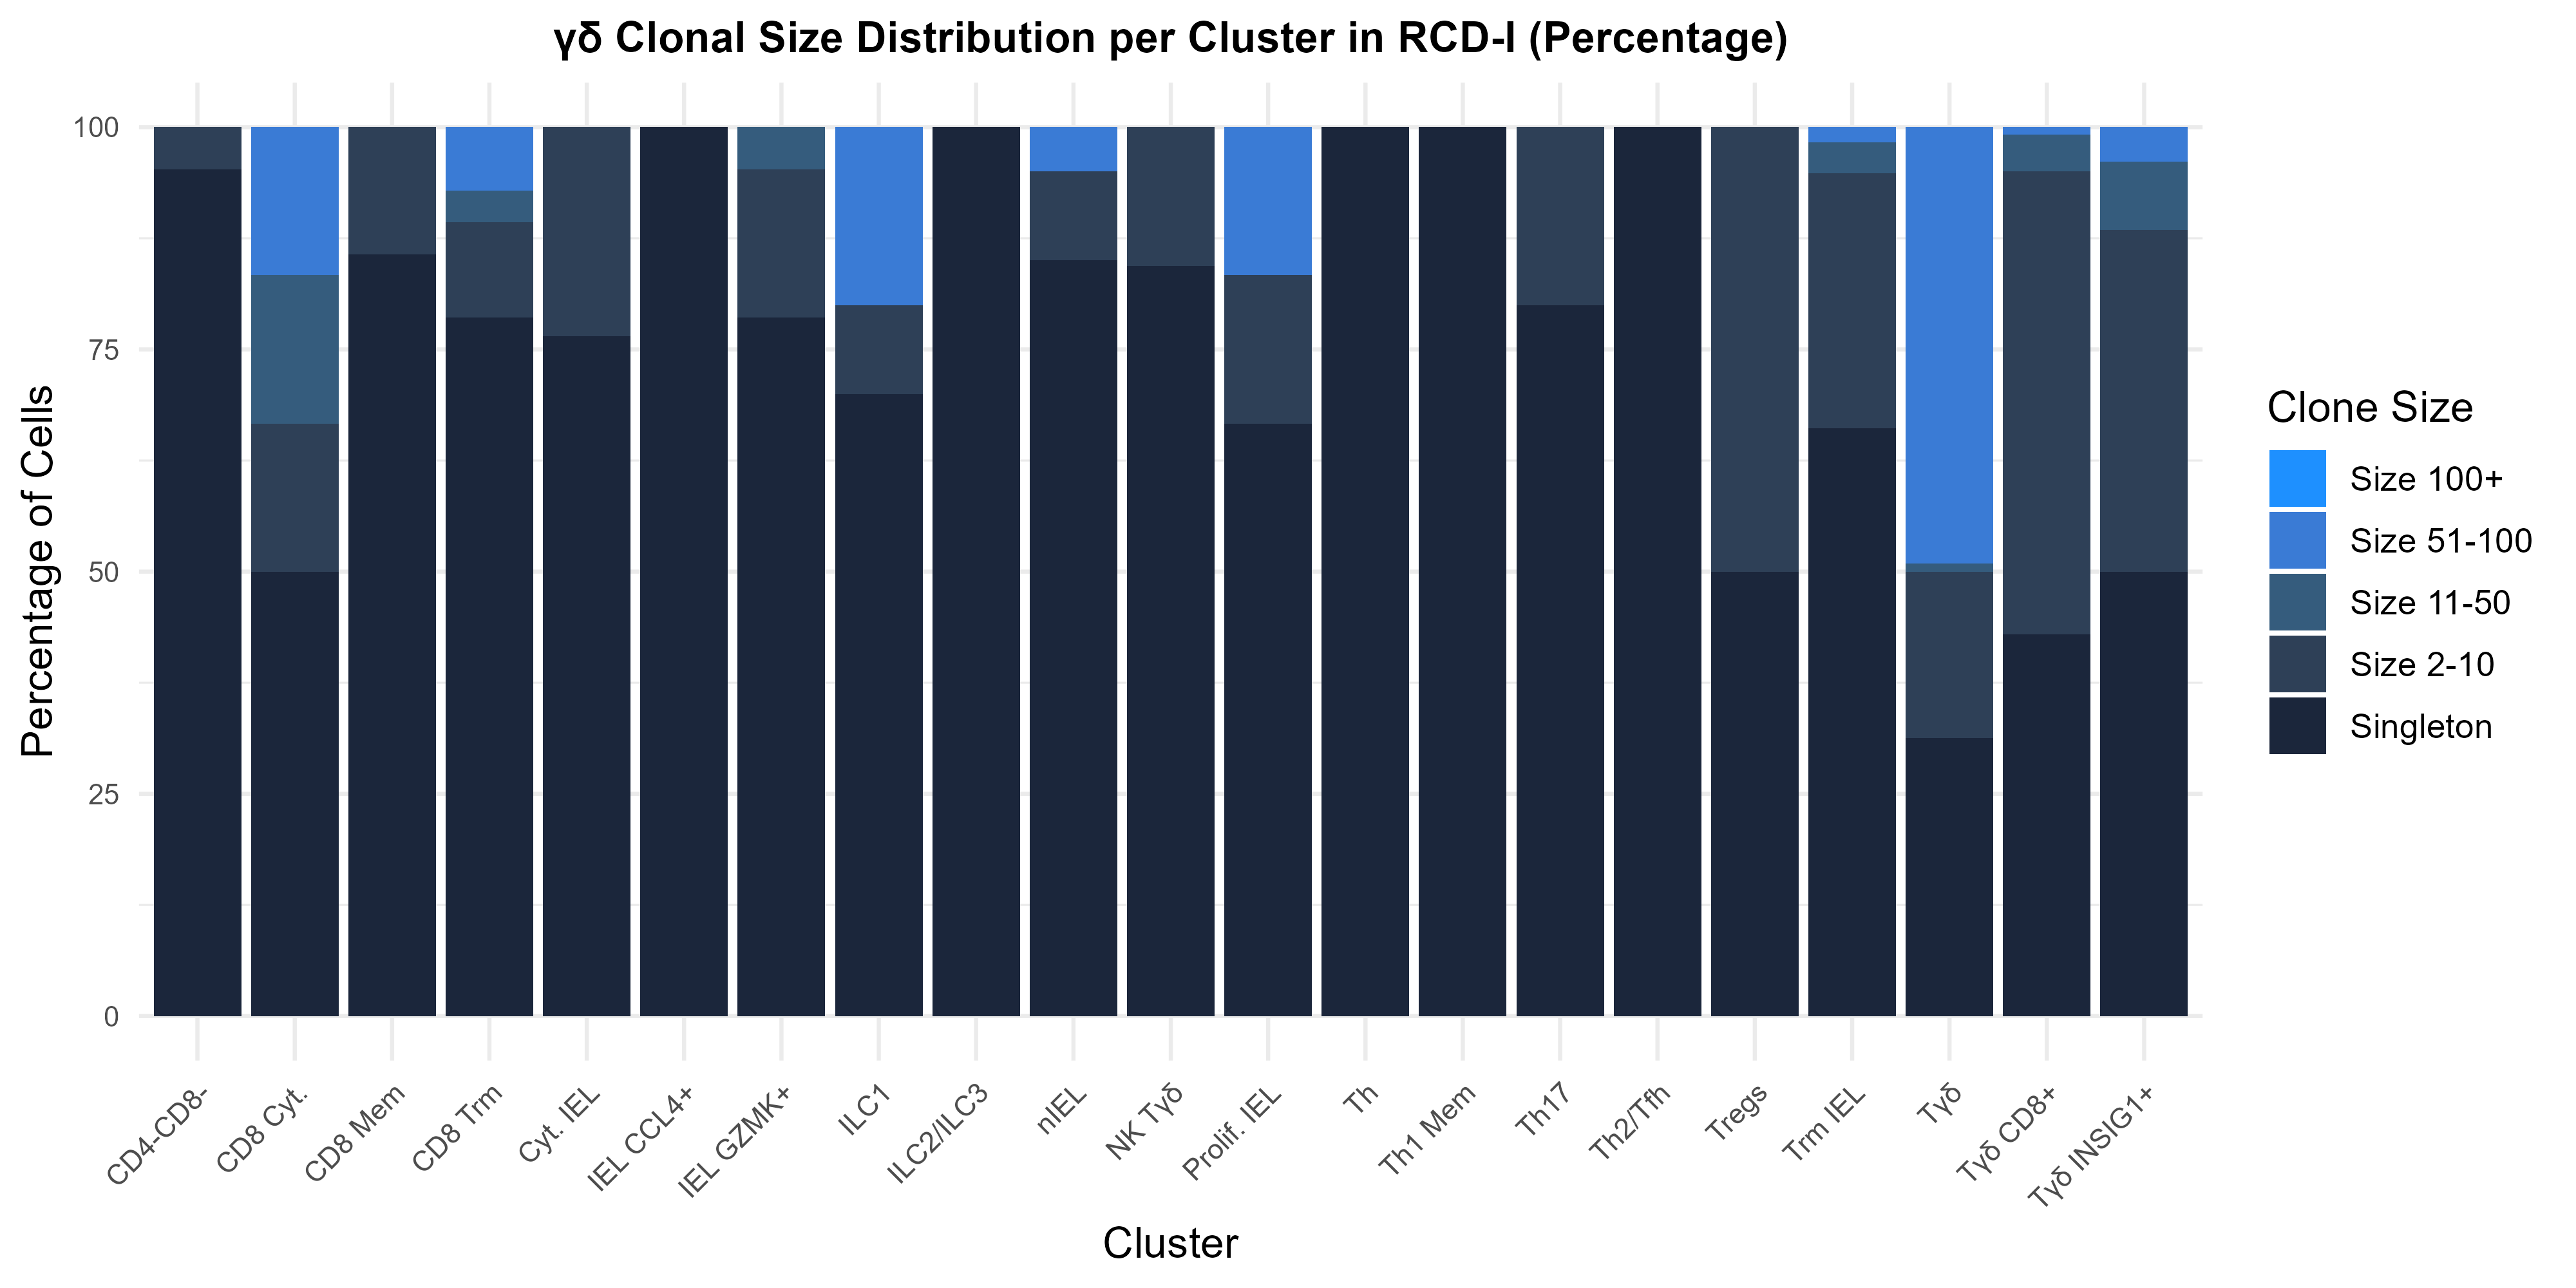 γδ Clonal Size Distribution per Cluster in RCD-I (Percentage)
Percentage of Cells
100
75
50
25
0
CD4-CD8-
CD8 Cyt.
CD8 Mem
CD8 Trm
Cyt. IEL
IEL CCL4+
IEL GZMK+
ILC1
ILC2/ILC3
nIEL
NK Tγδ
Prolif. IEL
Th
Th1 Mem
Th17
Th2/Tfh
Tregs
Trm IEL
Tγδ
Tγδ CD8+
Tγδ INSIG1+
Cluster
Clone Size
Size 100+
Size 51-100
Size 11-50
Size 2-10
Singleton